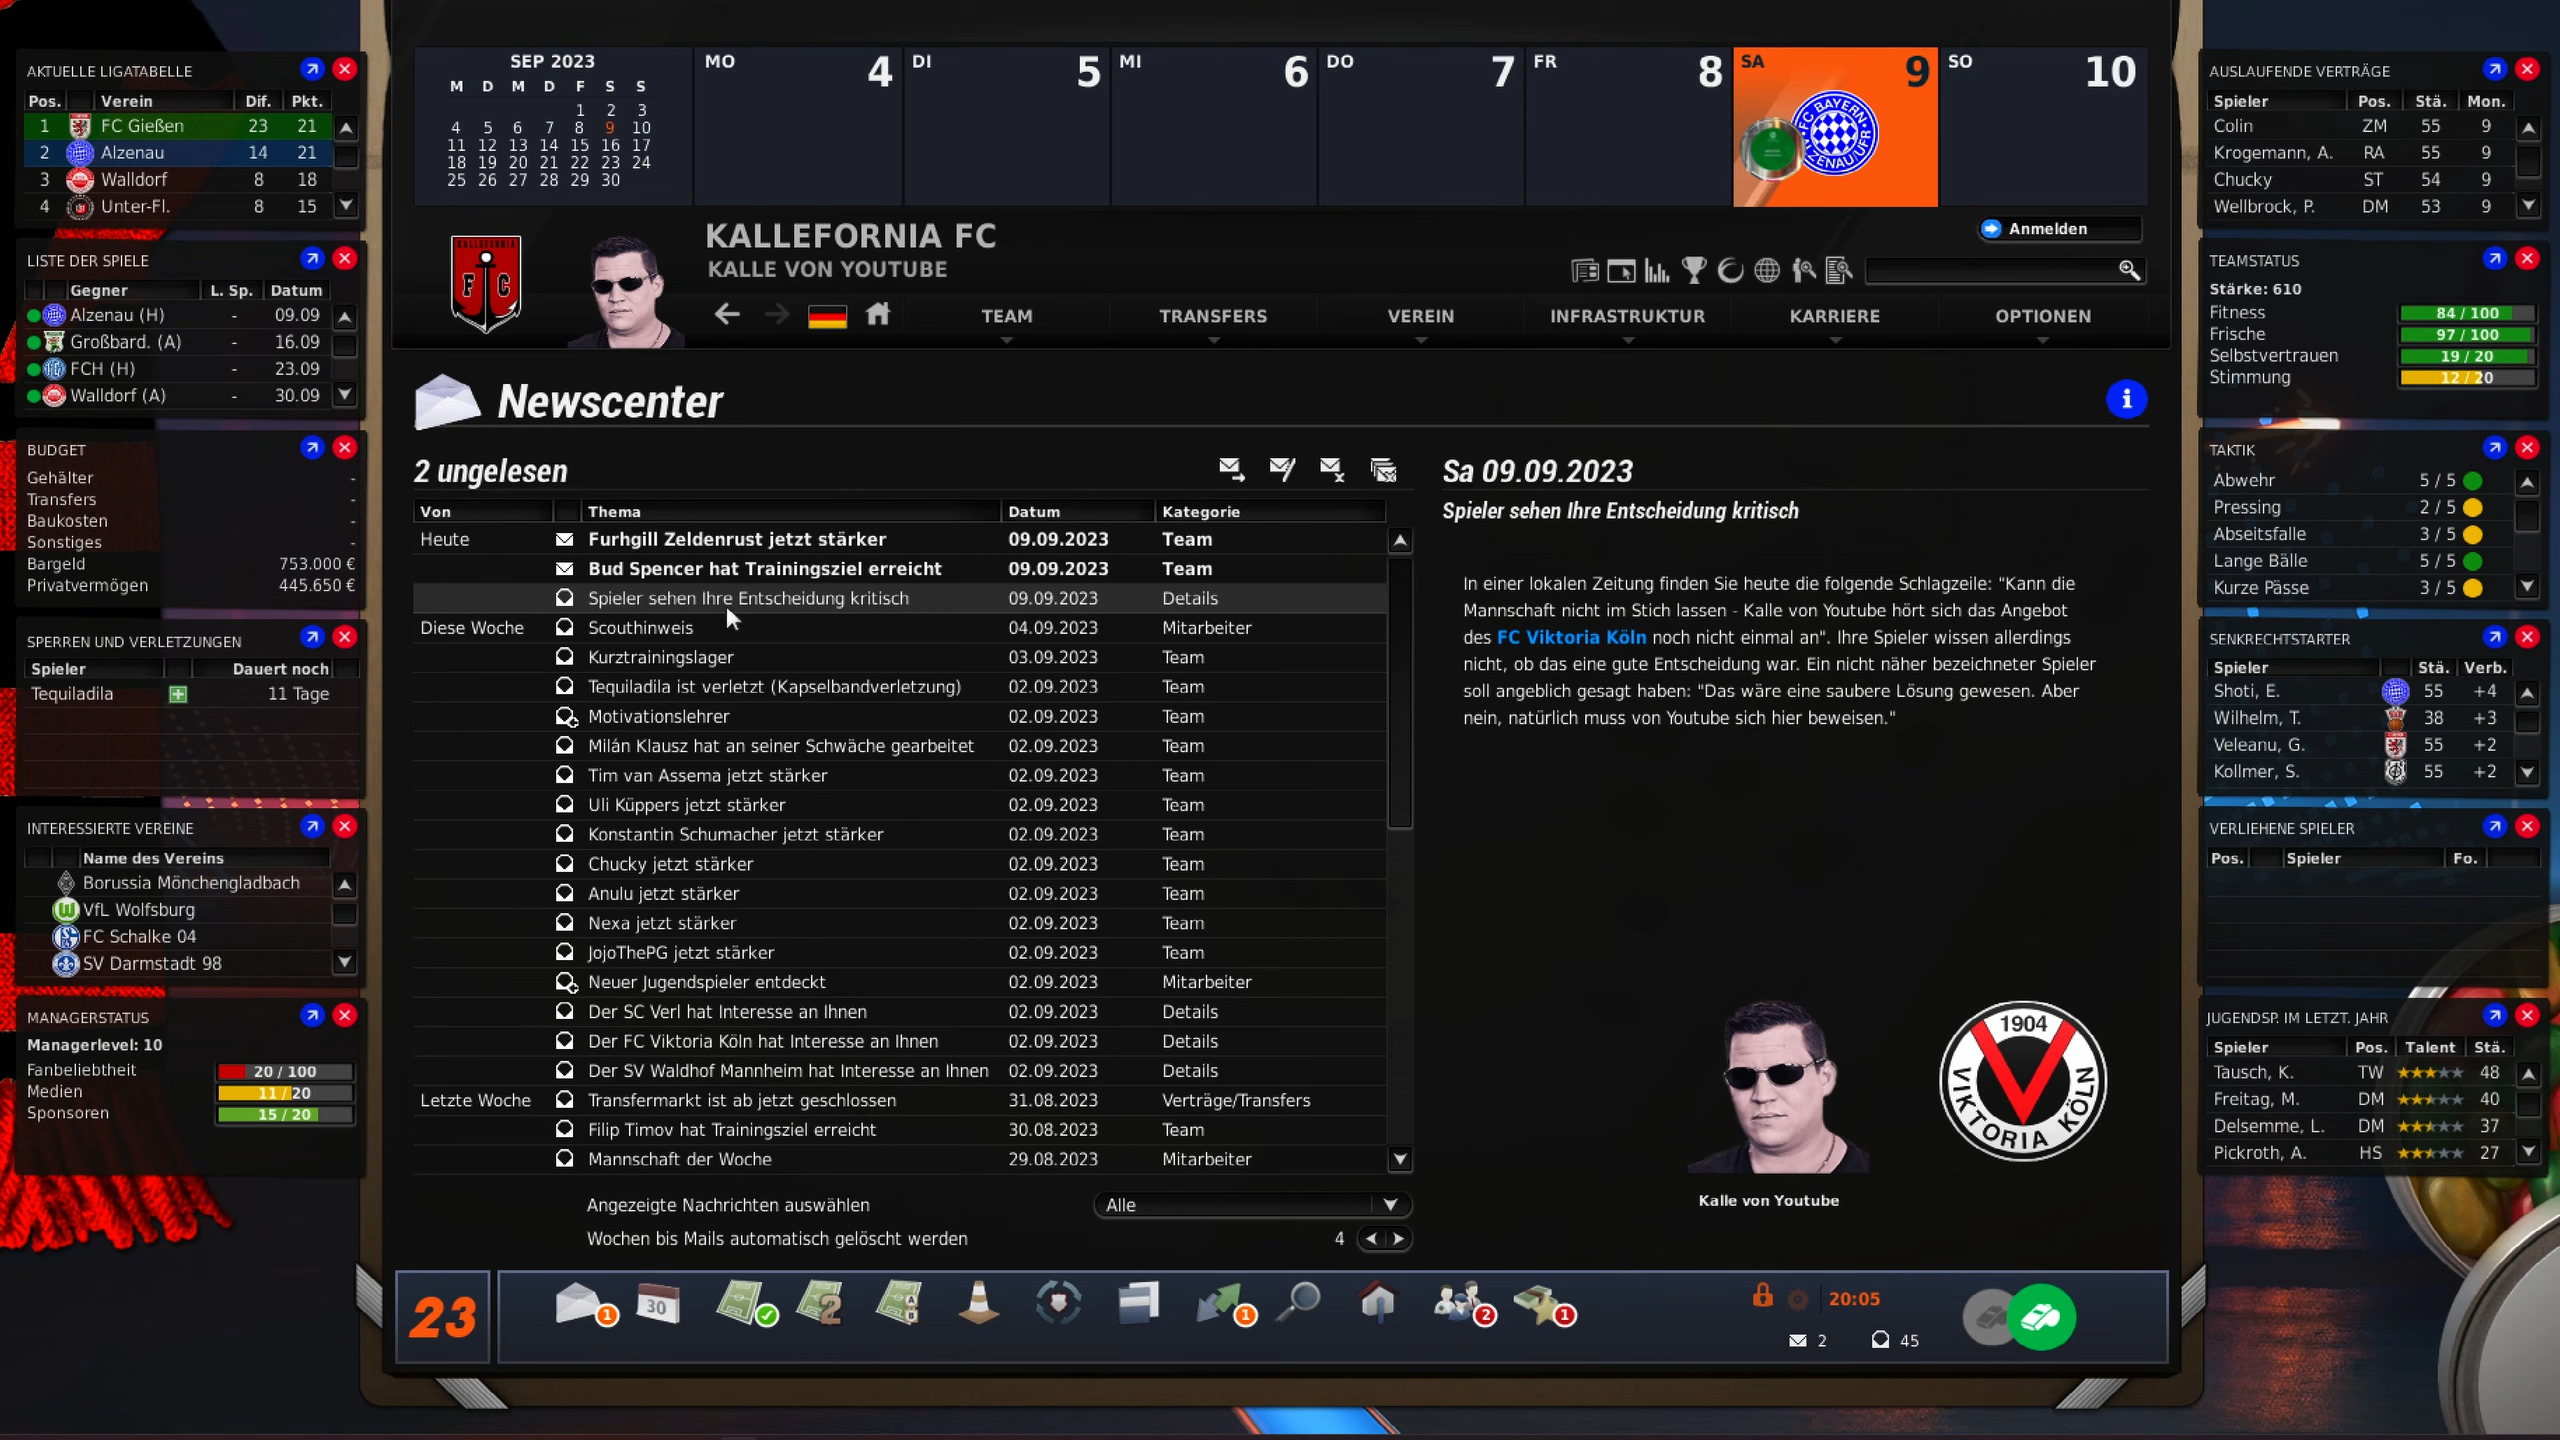 AKTUELLE LIGATABELLE
Pos. Verein Dif. Pkt.
1 FC Gießen 23 21
2 Alzenau 14 21
3 Walldorf 8 18
4 Unter-Fl. 8 15
LISTE DER SPIELE
Gegner L. Sp. Datum
Alzenau (H) - 09.09
Großbard. (A) - 16.09
FCH (H) - 23.09
Walldorf (A) - 30.09
BUDGET
Gehälter -
Transfers -
Baukosten -
Sonstiges -
Bargeld 753.000 €
Privatvermögen 445.650 €
SPERREN UND VERLETZUNGEN
Spieler Dauert noch
Tequiladila 11 Tage
INTERESSIERTE VEREINE
Name des Vereins
Borussia Mönchengladbach
VfL Wolfsburg
FC Schalke 04
SV Darmstadt 98
MANAGERSTATUS
Managerlevel: 10
Fanbeliebtheit 20 / 100
Medien 11 / 20
Sponsoren 15 / 20
SEP 2023
M D M D F S S
1 2 3
4 5 6 7 8 9 10
11 12 13 14 15 16 17
18 19 20 21 22 23 24
25 26 27 28 29 30
MO 4 DI 5 MI 6 DO 7 FR 8 SA 9 SO 10
FC BAYERN
ALZENAU/UFR
KALLEFORNIA
F C
KALLEFORNIA FC
KALLE VON YOUTUBE
Anmelden
TEAM TRANSFERS VEREIN INFRASTRUKTUR KARRIERE OPTIONEN
Newscenter
i
2 ungelesen
Von Thema Datum Kategorie
Heute Furhgill Zeldenrust jetzt stärker 09.09.2023 Team
Bud Spencer hat Trainingsziel erreicht 09.09.2023 Team
Spieler sehen Ihre Entscheidung kritisch 09.09.2023 Details
Diese Woche Scouthinweis 04.09.2023 Mitarbeiter
Kurztrainingslager 03.09.2023 Team
Tequiladila ist verletzt (Kapselbandverletzung) 02.09.2023 Team
Motivationslehrer 02.09.2023 Team
Milán Klausz hat an seiner Schwäche gearbeitet 02.09.2023 Team
Tim van Assema jetzt stärker 02.09.2023 Team
Uli Küppers jetzt stärker 02.09.2023 Team
Konstantin Schumacher jetzt stärker 02.09.2023 Team
Chucky jetzt stärker 02.09.2023 Team
Anulu jetzt stärker 02.09.2023 Team
Nexa jetzt stärker 02.09.2023 Team
JojoThePG jetzt stärker 02.09.2023 Team
Neuer Jugendspieler entdeckt 02.09.2023 Mitarbeiter
Der SC Verl hat Interesse an Ihnen 02.09.2023 Details
Der FC Viktoria Köln hat Interesse an Ihnen 02.09.2023 Details
Der SV Waldhof Mannheim hat Interesse an Ihnen 02.09.2023 Details
Letzte Woche Transfermarkt ist ab jetzt geschlossen 31.08.2023 Verträge/Transfers
Filip Timov hat Trainingsziel erreicht 30.08.2023 Team
Mannschaft der Woche 29.08.2023 Mitarbeiter
Angezeigte Nachrichten auswählen Alle
Wochen bis Mails automatisch gelöscht werden 4
Sa 09.09.2023
Spieler sehen Ihre Entscheidung kritisch
In einer lokalen Zeitung finden Sie heute die folgende Schlagzeile: "Kann die
Mannschaft nicht im Stich lassen - Kalle von Youtube hört sich das Angebot
des FC Viktoria Köln noch nicht einmal an". Ihre Spieler wissen allerdings
nicht, ob das eine gute Entscheidung war. Ein nicht näher bezeichneter Spieler
soll angeblich gesagt haben: "Das wäre eine saubere Lösung gewesen. Aber
nein, natürlich muss von Youtube sich hier beweisen."
1904
VIKTORIA KÖLN
Kalle von Youtube
23
1 30 2 A B 1 2 1
20:05
2 45
AUSLAUFENDE VERTRÄGE
Spieler Pos. Stä. Mon.
Colin ZM 55 9
Krogemann, A. RA 55 9
Chucky ST 54 9
Wellbrock, P. DM 53 9
TEAMSTATUS
Stärke: 610
Fitness 84 / 100
Frische 97 / 100
Selbstvertrauen 19 / 20
Stimmung 12 / 20
TAKTIK
Abwehr 5 / 5
Pressing 2 / 5
Abseitsfalle 3 / 5
Lange Bälle 5 / 5
Kurze Pässe 3 / 5
SENKRECHTSTARTER
Spieler Stä. Verb.
Shoti, E. 55 +4
Wilhelm, T. 38 +3
Veleanu, G. 55 +2
Kollmer, S. 55 +2
VERLIEHENE SPIELER
Pos. Spieler Fo.
JUGENDSP. IM LETZT. JAHR
Spieler Pos. Talent Stä.
Tausch, K. TW 48
Freitag, M. DM 40
Delsemme, L. DM 37
Pickroth, A. HS 27